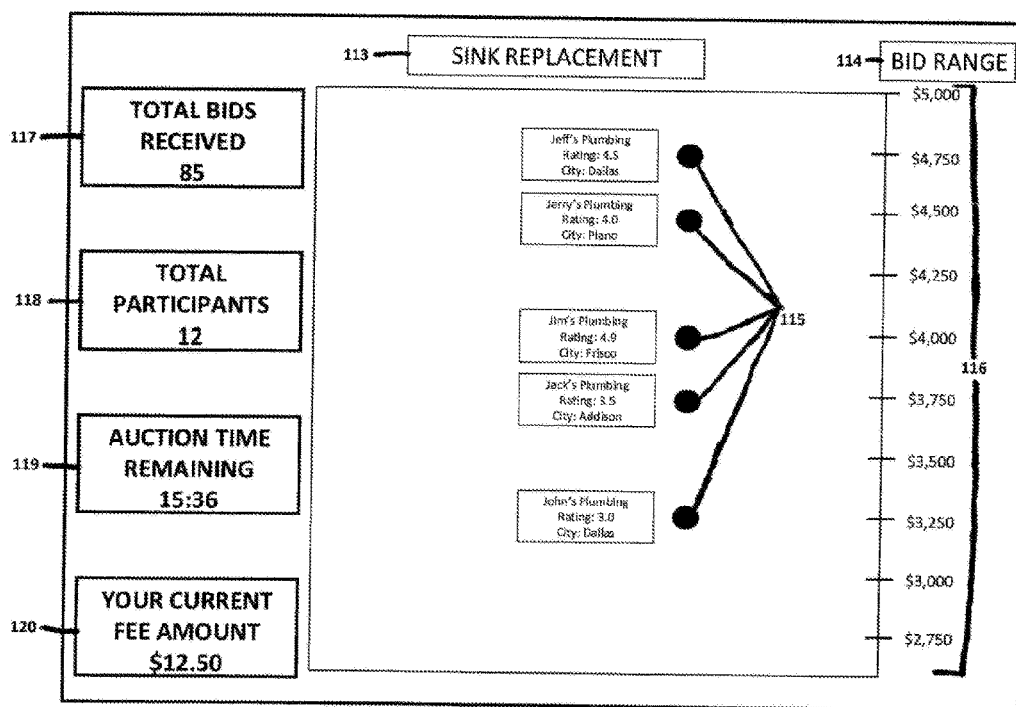 113
SINK REPLACEMENT
114
BID RANGE
117
TOTAL BIDS
RECEIVED
85
118
TOTAL
PARTICIPANTS
12
119
AUCTION TIME
REMAINING
15:36
120
YOUR CURRENT
FEE AMOUNT
$12.50
Jeff's Plumbing
Rating: 4.5
City: Dallas
Jerry's Plumbing
Rating: 4.0
City: Plano
Jim's Plumbing
Rating: 4.9
City: Frisco
Jack's Plumbing
Rating: 3.5
City: Addison
John's Plumbing
Rating: 3.0
City: Dallas
115
$5,000
$4,750
$4,500
$4,250
$4,000
$3,750
$3,500
$3,250
$3,000
$2,750
116